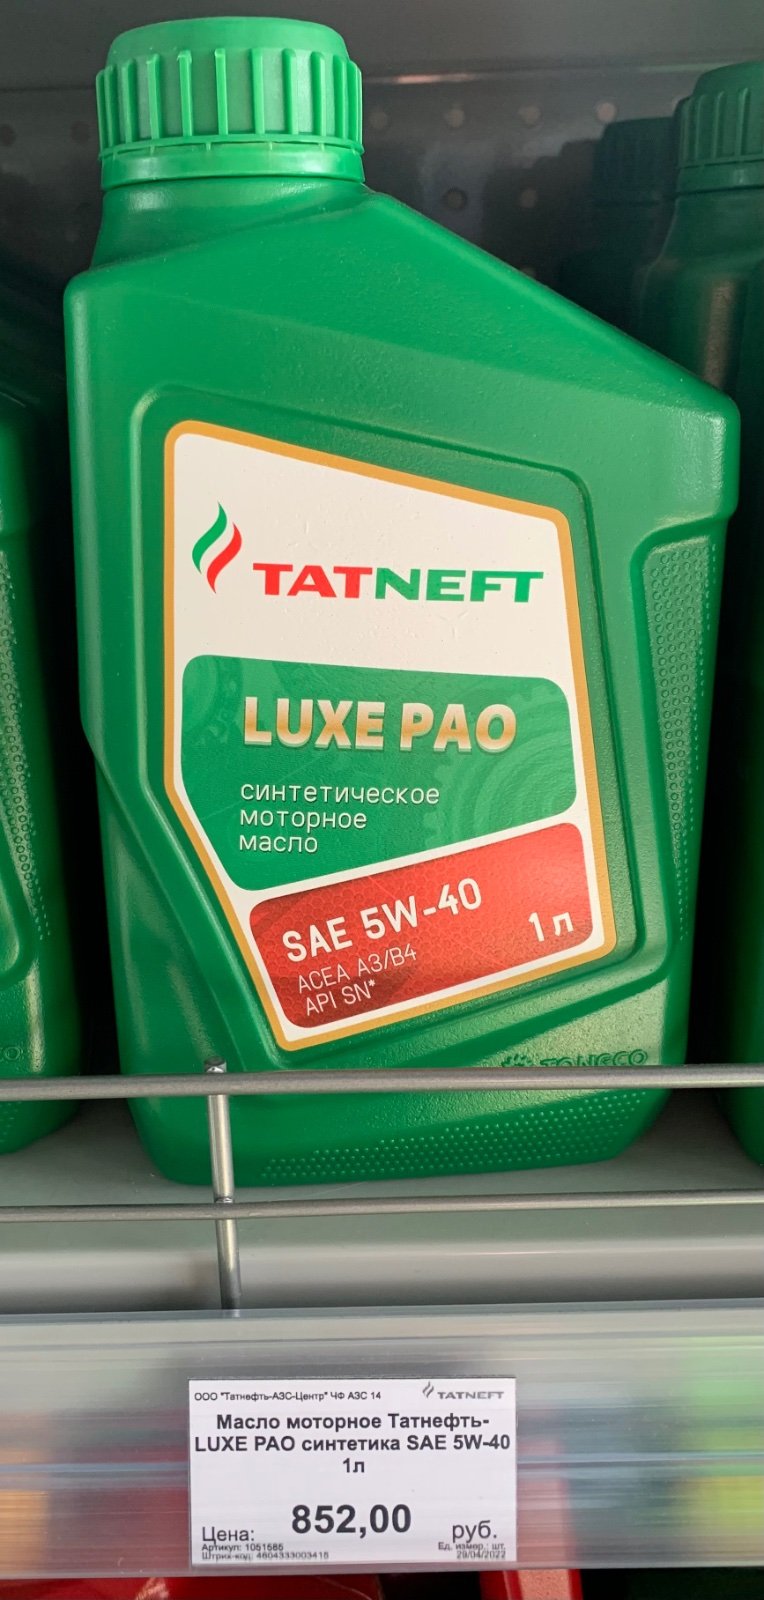 TATNEFT
LUXE PAO
синтетическое
моторное
масло
SAE 5W-40
1 л
ACEA A3/B4
API SN*
ООО "Татнефть-АЗС-Центр" ЧФ АЗС 14
TATNEFT
Масло моторное Татнефть-
LUXE PAO синтетика SAE 5W-40
1л
Цена: 852,00 руб.
Артикул: 1051685
Ед. измер.: шт.
Штрих-код: 4604333003415
29/04/2022